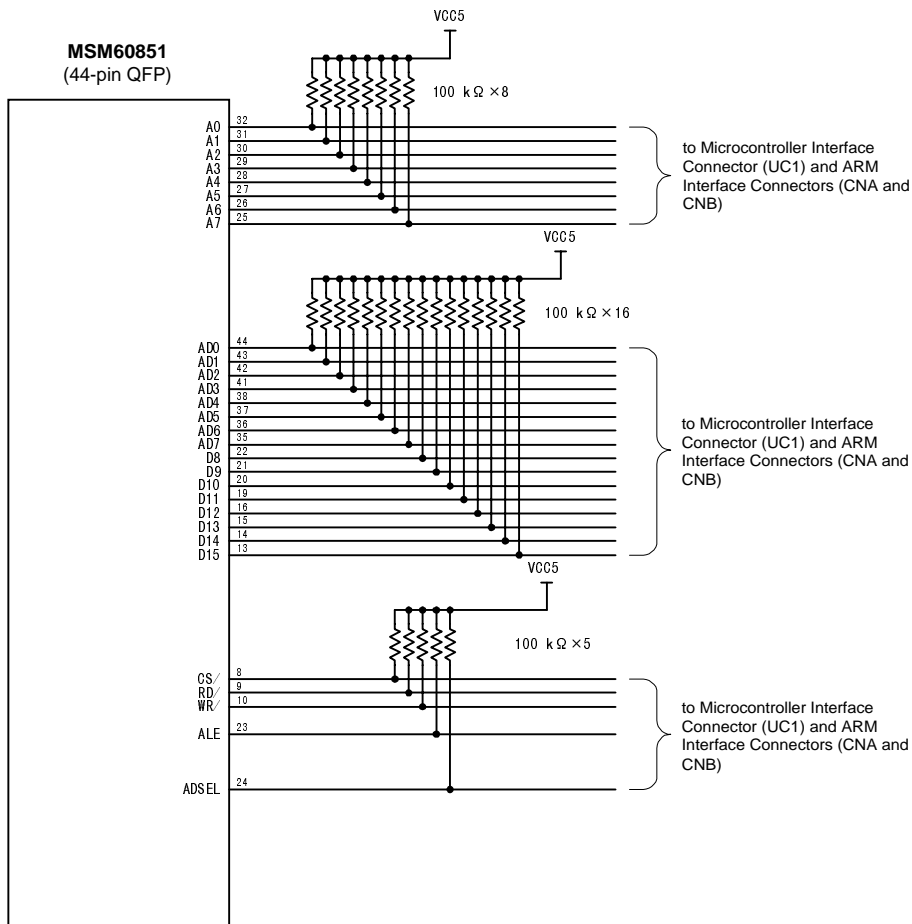 VCC5
MSM60851
(44-pin QFP)
100 kΩ ×8
A0 32
A1 31
A2 30
A3 29
A4 28
A5 27
A6 26
A7 25
to Microcontroller Interface
Connector (UC1) and ARM
Interface Connectors (CNA and
CNB)
VCC5
100 kΩ ×16
AD0 44
AD1 43
AD2 42
AD3 41
AD4 38
AD5 37
AD6 36
AD7 35
D8 22
D9 21
D10 20
D11 19
D12 16
D13 15
D14 14
D15 13
to Microcontroller Interface
Connector (UC1) and ARM
Interface Connectors (CNA and
CNB)
VCC5
100 kΩ ×5
CS/ 8
RD/ 9
WR/ 10
ALE 23
ADSEL 24
to Microcontroller Interface
Connector (UC1) and ARM
Interface Connectors (CNA and
CNB)